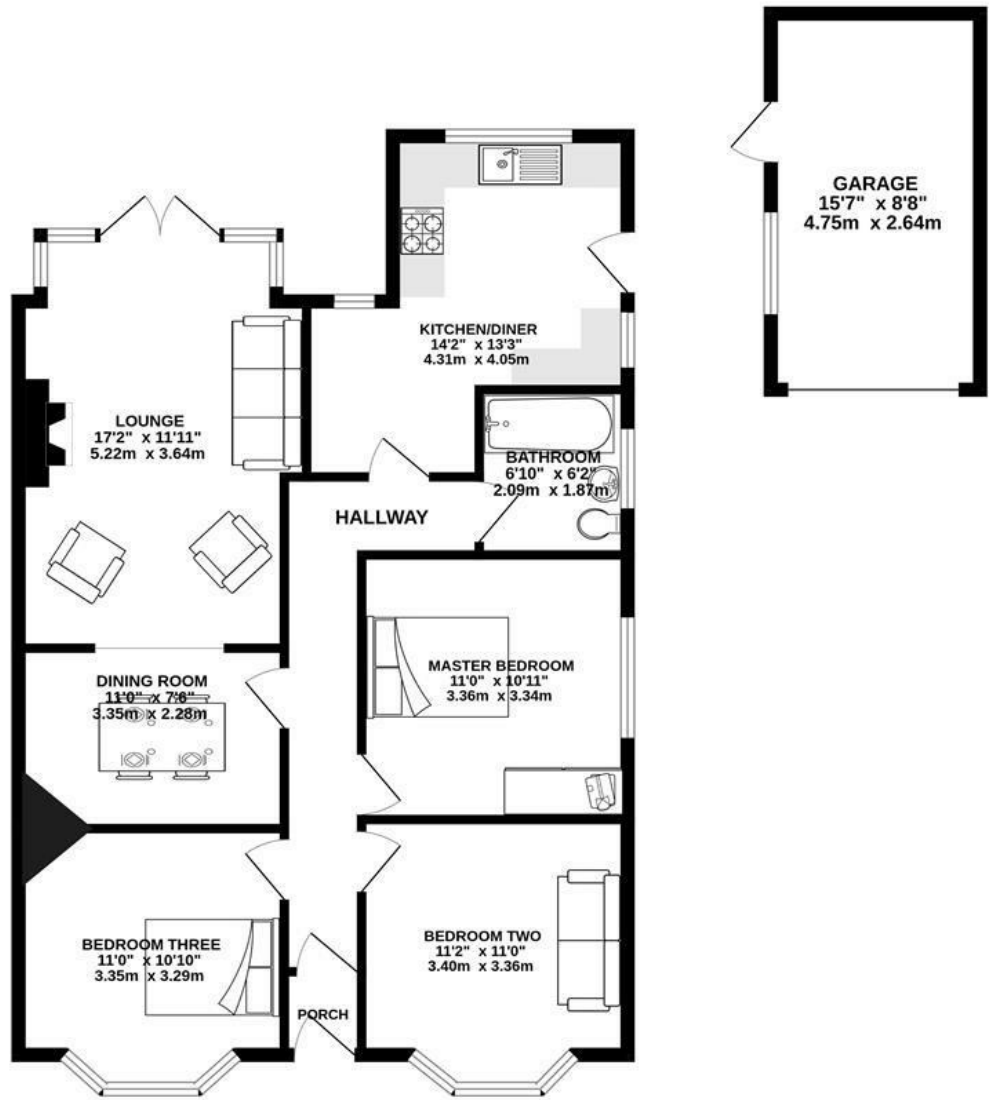 GARAGE
15'7" x 8'8"
4.75m x 2.64m
KITCHEN/DINER
14'2" x 13'3"
4.31m x 4.05m
LOUNGE
17'2" x 11'11"
5.22m x 3.64m
BATHROOM
6'10" x 6'2"
2.09m x 1.87m
HALLWAY
MASTER BEDROOM
11'0" x 10'11"
3.36m x 3.34m
DINING ROOM
11'0" x 7'6"
3.35m x 2.28m
BEDROOM THREE
11'0" x 10'10"
3.35m x 3.29m
BEDROOM TWO
11'2" x 11'0"
3.40m x 3.36m
PORCH